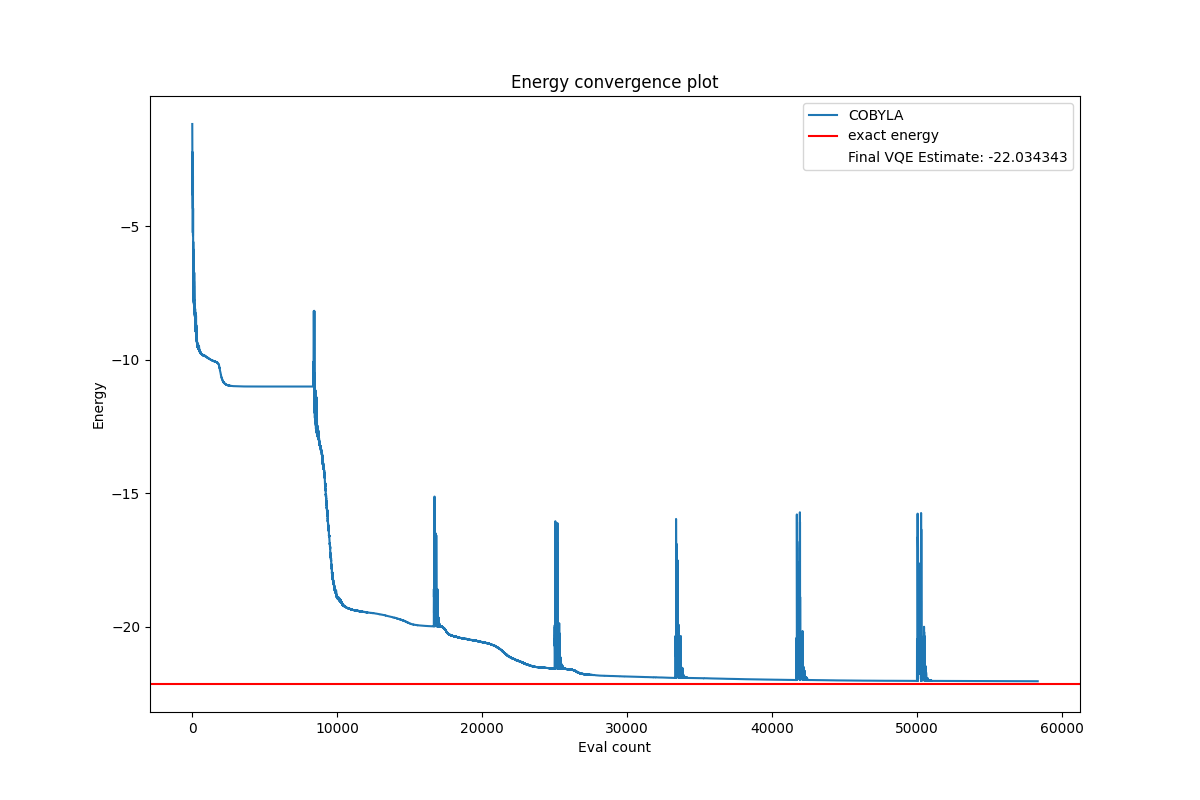 Energy convergence plot
COBYLA
exact energy
Final VQE Estimate: -22.034343
Energy
−5
−10
−15
−20
0
10000
20000
30000
40000
50000
60000
Eval count